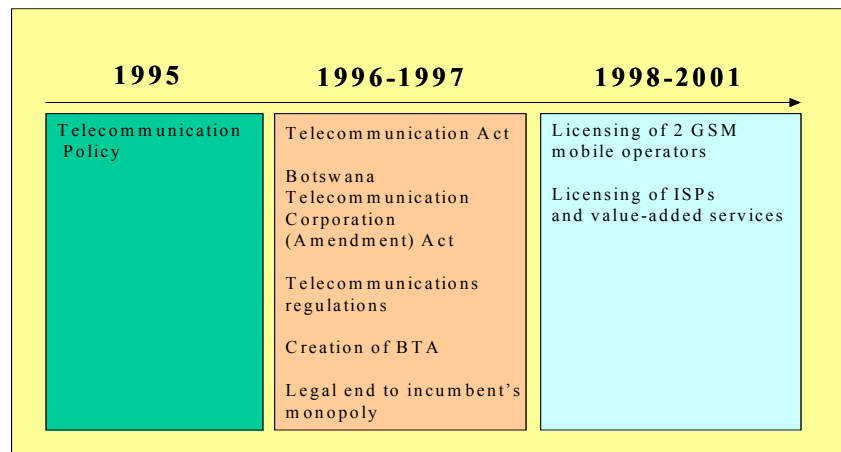 1995
1996-1997
1998-2001
Telecommunication
Policy
Telecommunication Act
Botswana
Telecommunication
Corporation
(Amendment) Act
Telecommunications
regulations
Creation of BTA
Legal end to incumbent's
monopoly
Licensing of 2 GSM
mobile operators
Licensing of ISPs
and value-added services